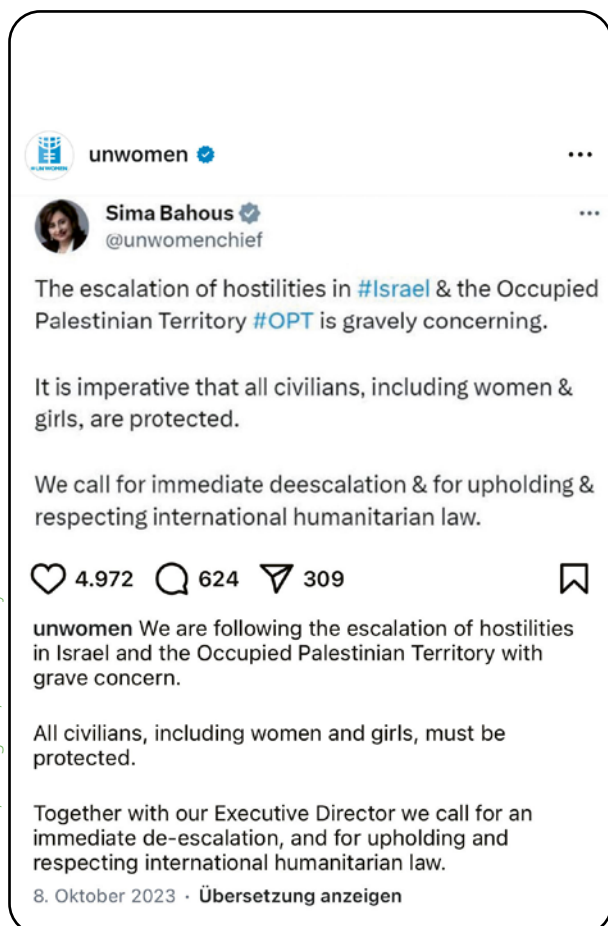 unwomen
Sima Bahous
@unwomenchief
The escalation of hostilities in #Israel & the Occupied
Palestinian Territory #OPT is gravely concerning.
It is imperative that all civilians, including women &
girls, are protected.
We call for immediate deescalation & for upholding &
respecting international humanitarian law.
4.972 624 309
unwomen We are following the escalation of hostilities
in Israel and the Occupied Palestinian Territory with
grave concern.
All civilians, including women and girls, must be
protected.
Together with our Executive Director we call for an
immediate de-escalation, and for upholding and
respecting international humanitarian law.
8. Oktober 2023 · Übersetzung anzeigen